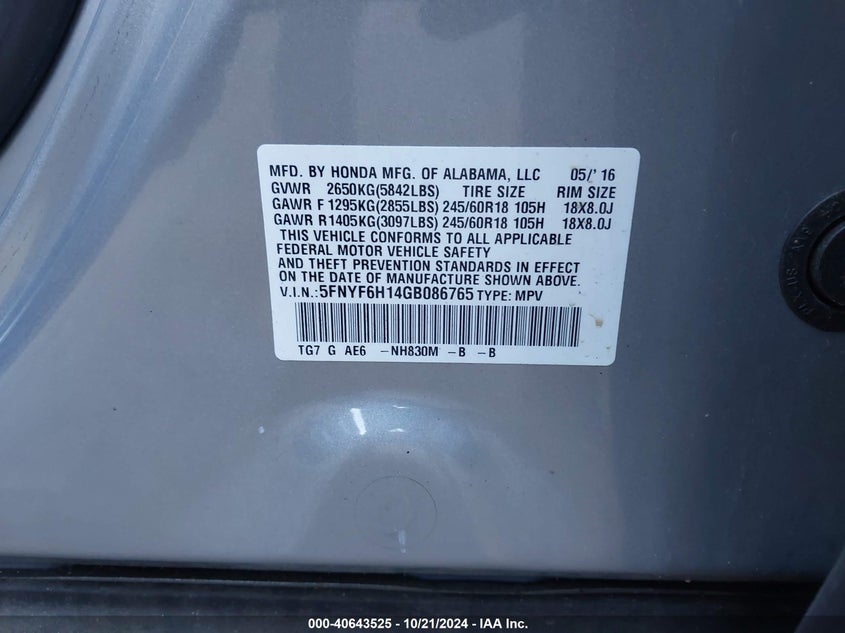 MFD. BY HONDA MFG. OF ALABAMA, LLC 05/'16
GVWR 2650KG(5842LBS) TIRE SIZE RIM SIZE
GAWR F 1295KG(2855LBS) 245/60R18 105H 18X8.0J
GAWR R1405KG(3097LBS) 245/60R18 105H 18X8.0J
THIS VEHICLE CONFORMS TO ALL APPLICABLE
FEDERAL MOTOR VEHICLE SAFETY
AND THEFT PREVENTION STANDARDS IN EFFECT
ON THE DATE OF MANUFACTURE SHOWN ABOVE.
V.I.N.:5FNYF6H14GB086765 TYPE: MPV
TG7 G AE6 -NH830M -B -B
000-40643525 - 10/21/2024 - IAA Inc.